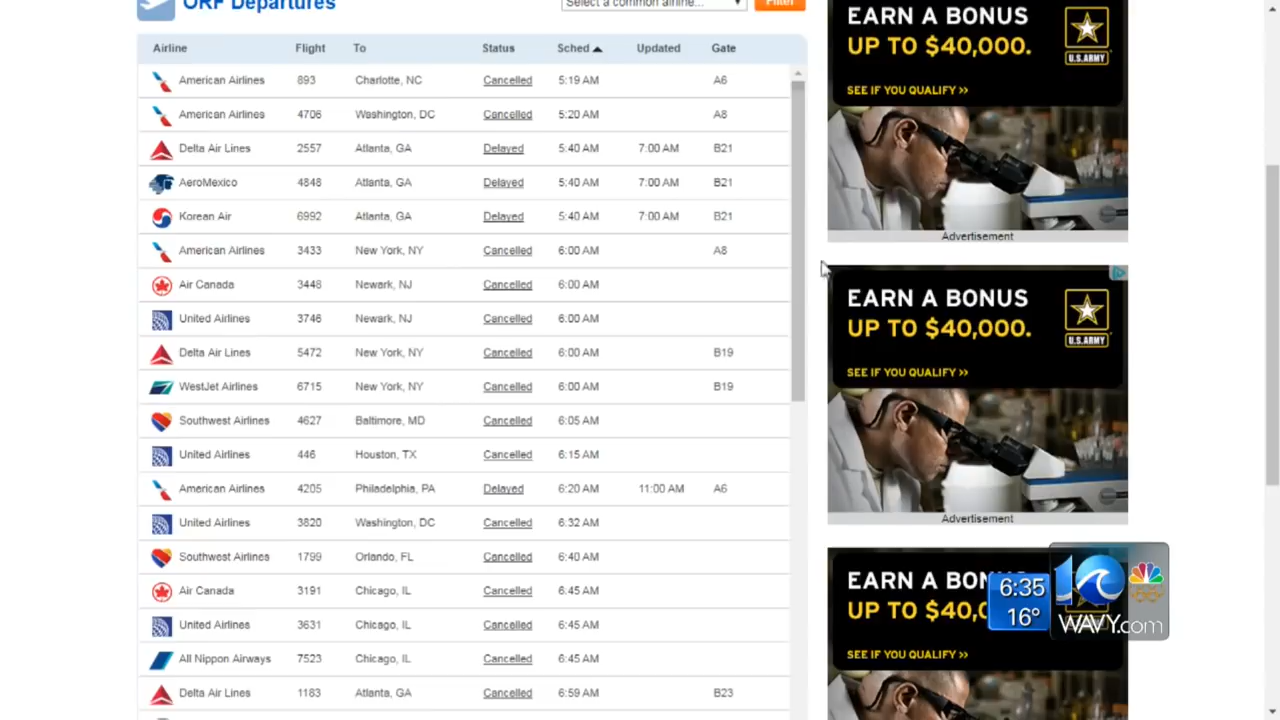 ORF Departures
Select a common airline...
Filter
Airline Flight To Status Sched Updated Gate
American Airlines 893 Charlotte, NC Cancelled 5:19 AM A6
American Airlines 4706 Washington, DC Cancelled 5:20 AM A8
Delta Air Lines 2557 Atlanta, GA Delayed 5:40 AM 7:00 AM B21
AeroMexico 4848 Atlanta, GA Delayed 5:40 AM 7:00 AM B21
Korean Air 6992 Atlanta, GA Delayed 5:40 AM 7:00 AM B21
American Airlines 3433 New York, NY Cancelled 6:00 AM A8
Air Canada 3448 Newark, NJ Cancelled 6:00 AM
United Airlines 3746 Newark, NJ Cancelled 6:00 AM
Delta Air Lines 5472 New York, NY Cancelled 6:00 AM B19
WestJet Airlines 6715 New York, NY Cancelled 6:00 AM B19
Southwest Airlines 4627 Baltimore, MD Cancelled 6:05 AM
United Airlines 446 Houston, TX Cancelled 6:15 AM
American Airlines 4205 Philadelphia, PA Delayed 6:20 AM 11:00 AM A6
United Airlines 3820 Washington, DC Cancelled 6:32 AM
Southwest Airlines 1799 Orlando, FL Cancelled 6:40 AM
Air Canada 3191 Chicago, IL Cancelled 6:45 AM
United Airlines 3631 Chicago, IL Cancelled 6:45 AM
All Nippon Airways 7523 Chicago, IL Cancelled 6:45 AM
Delta Air Lines 1183 Atlanta, GA Cancelled 6:59 AM B23
EARN A BONUS
UP TO $40,000.
U.S.ARMY
SEE IF YOU QUALIFY >>
Advertisement
EARN A BONUS
UP TO $40,000.
U.S.ARMY
SEE IF YOU QUALIFY >>
Advertisement
EARN A BON
UP TO $40,0
SEE IF YOU QUALIFY >>
6:35
16°
10
WAVY.com